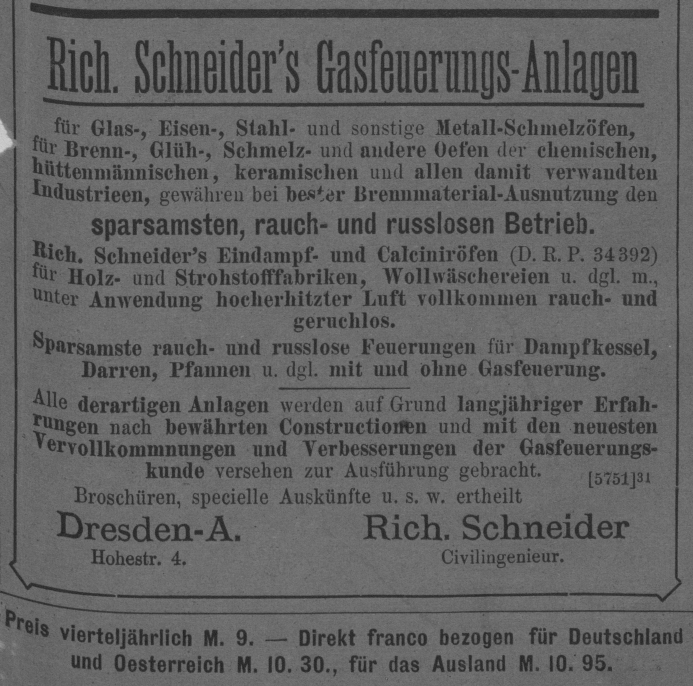 Rich. Schneider's Gasfeuerungs-Anlagen
für Glas-, Eisen-, Stahl- und sonstige Metall-Schmelzöfen,
für Brenn-, Glüh-, Schmelz- und andere Oefen der chemischen,
hüttenmännischen, keramischen und allen damit verwandten
Industrieen, gewähren bei bester Brennmaterial-Ausnutzung den
sparsamsten, rauch- und russlosen Betrieb.
Rich. Schneider's Eindampf- und Calciniröfen (D. R. P. 34392)
für Holz- und Strohstofffabriken, Wollwäschereien u. dgl. m.,
unter Anwendung hocherhitzter Luft vollkommen rauch- und
geruchlos.
Sparsamste rauch- und russlose Feuerungen für Dampfkessel,
Darren, Pfannen u. dgl. mit und ohne Gasfeuerung.
Alle derartigen Anlagen werden auf Grund langjähriger Erfah-
rungen nach bewährten Constructionen und mit den neuesten
Vervollkommnungen und Verbesserungen der Gasfeuerungs-
kunde versehen zur Ausführung gebracht. [5751]31
Broschüren, specielle Auskünfte u. s. w. ertheilt
Dresden-A. Rich. Schneider
Hohestr. 4. Civilingenieur.
Preis vierteljährlich M. 9. — Direkt franco bezogen für Deutschland
und Oesterreich M. 10. 30., für das Ausland M. 10. 95.